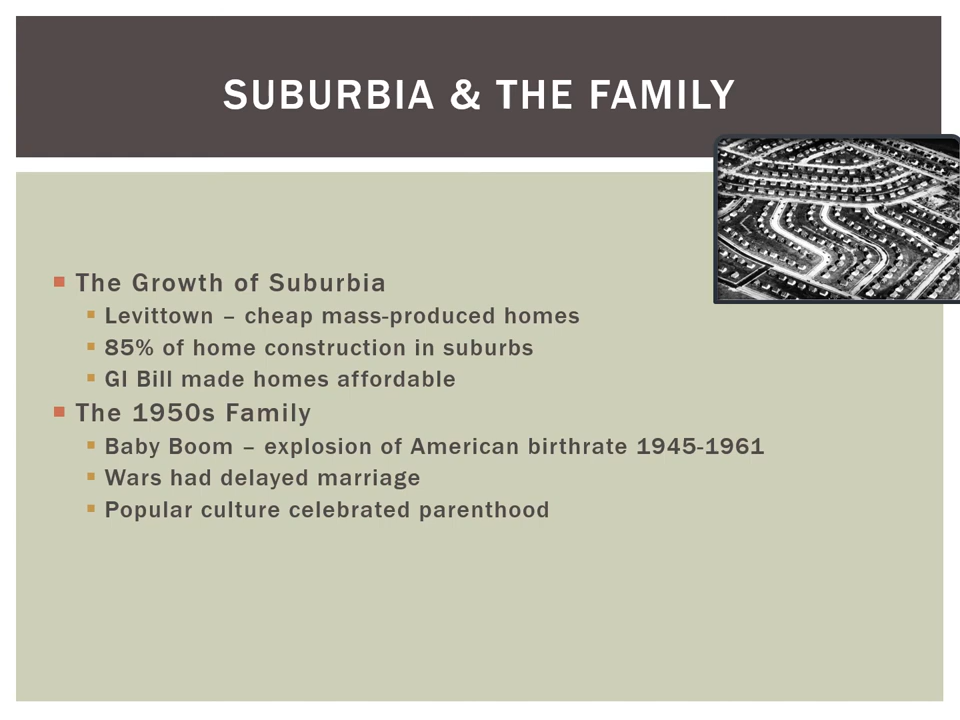 SUBURBIA & THE FAMILY
The Growth of Suburbia
Levittown – cheap mass-produced homes
85% of home construction in suburbs
GI Bill made homes affordable
The 1950s Family
Baby Boom – explosion of American birthrate 1945-1961
Wars had delayed marriage
Popular culture celebrated parenthood